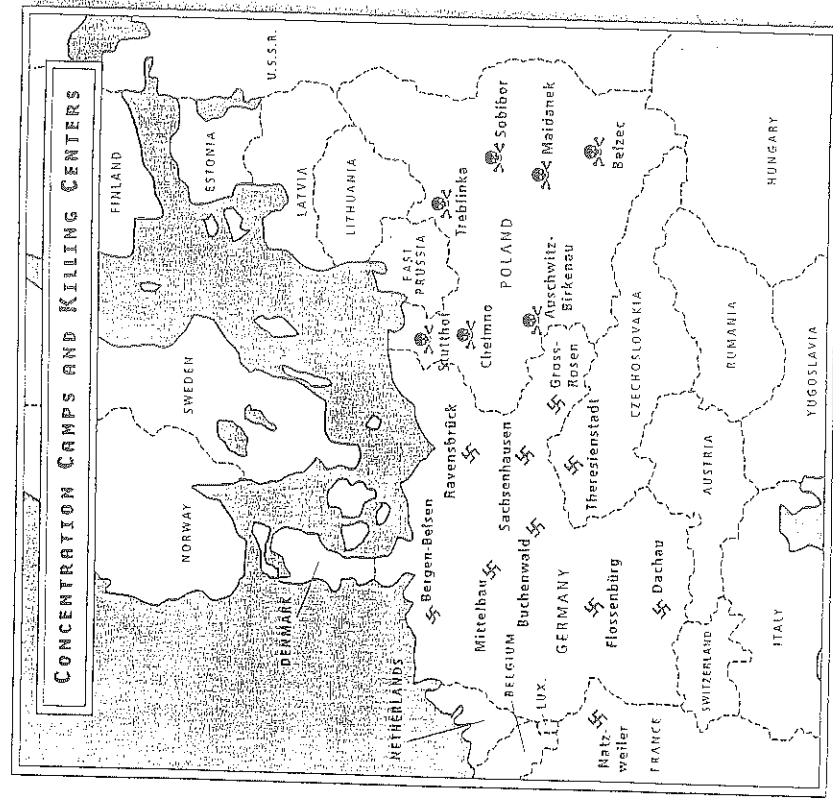 CONCENTRATION CAMPS AND KILLING CENTERS
FINLAND
NORWAY
SWEDEN
ESTONIA
U.S.S.R.
DENMARK
LATVIA
LITHUANIA
NETHERLANDS
Bergen-Belsen
EAST
PRUSSIA
Ravensbrück
Stutthof
Treblinka
Mittelbau
Chelmno
BELGIUM
Sachsenhausen
POLAND
Sobibor
Buchenwald
LUX.
GERMANY
Gross-
Rosen
Auschwitz-
Birkenau
Maidanek
Theresienstadt
Natz-
weiler
Flossenbürg
Belzec
FRANCE
Dachau
CZECHOSLOVAKIA
SWITZERLAND
AUSTRIA
RUMANIA
HUNGARY
ITALY
YUGOSLAVIA